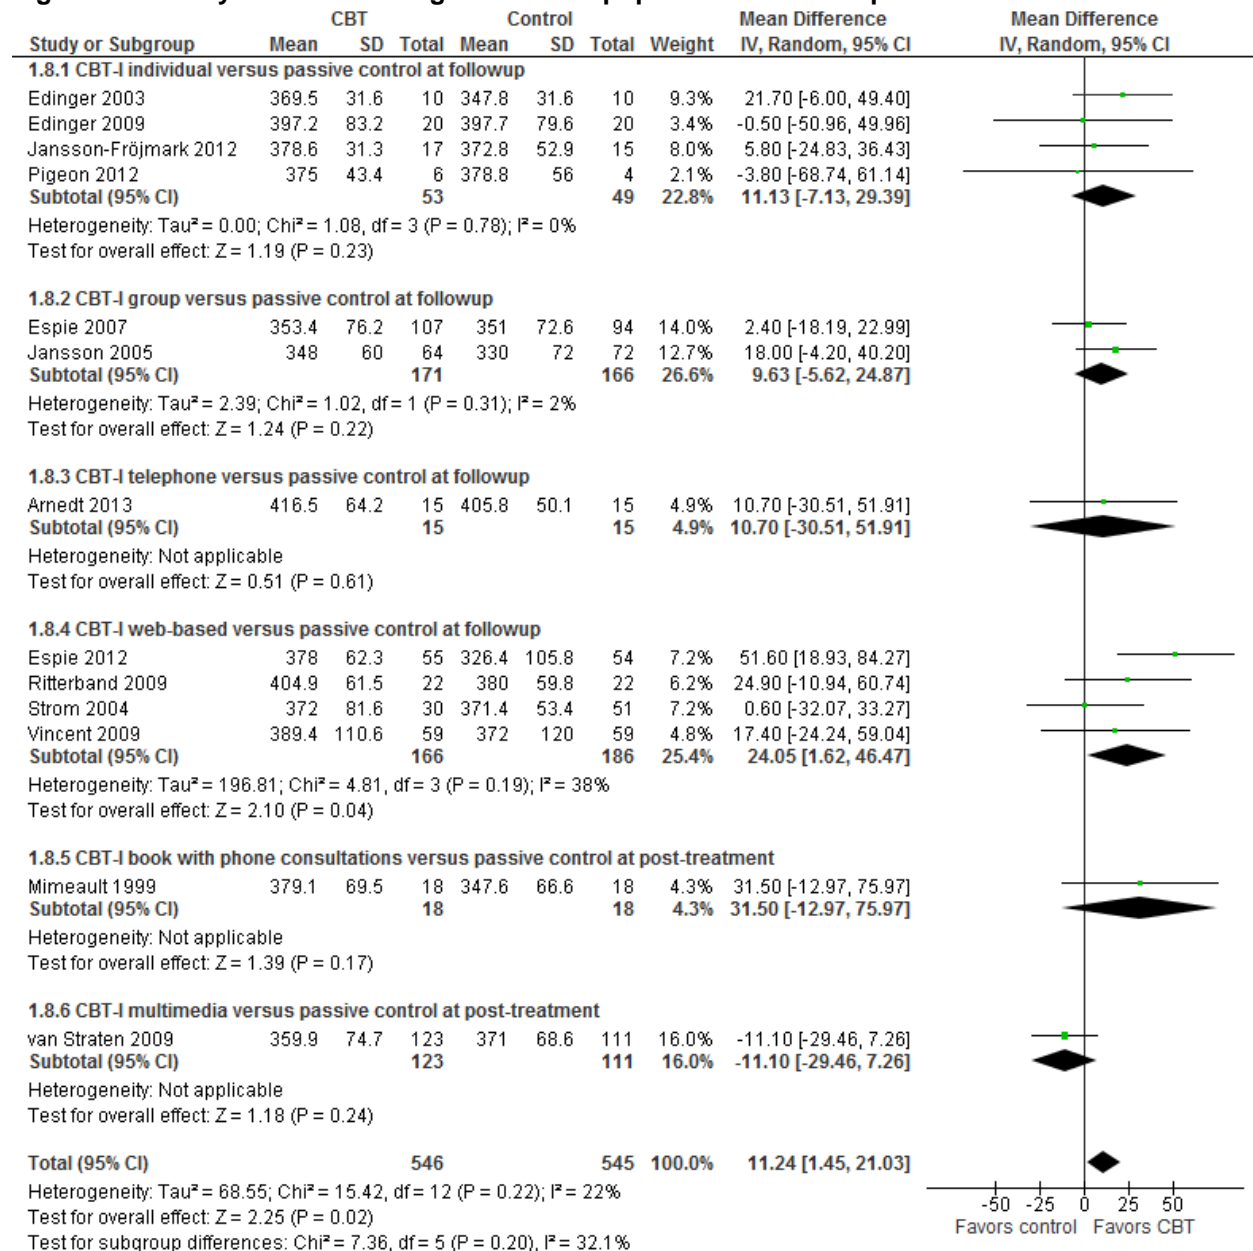 CBT Control Mean Difference Mean Difference
Study or Subgroup Mean SD Total Mean SD Total Weight IV, Random, 95% CI IV, Random, 95% CI
1.8.1 CBT-I individual versus passive control at followup
Edinger 2003 369.5 31.6 10 347.8 31.6 10 9.3% 21.70 [-6.00, 49.40]
Edinger 2009 397.2 83.2 20 397.7 79.6 20 3.4% -0.50 [-50.96, 49.96]
Jansson-Fröjmark 2012 378.6 31.3 17 372.8 52.9 15 8.0% 5.80 [-24.83, 36.43]
Pigeon 2012 375 43.4 6 378.8 56 4 2.1% -3.80 [-68.74, 61.14]
Subtotal (95% CI) 53 49 22.8% 11.13 [-7.13, 29.39]
Heterogeneity: Tau² = 0.00; Chi² = 1.08, df = 3 (P = 0.78); I² = 0%
Test for overall effect: Z = 1.19 (P = 0.23)
1.8.2 CBT-I group versus passive control at followup
Espie 2007 353.4 76.2 107 351 72.6 94 14.0% 2.40 [-18.19, 22.99]
Jansson 2005 348 60 64 330 72 72 12.7% 18.00 [-4.20, 40.20]
Subtotal (95% CI) 171 166 26.6% 9.63 [-5.62, 24.87]
Heterogeneity: Tau² = 2.39; Chi² = 1.02, df = 1 (P = 0.31); I² = 2%
Test for overall effect: Z = 1.24 (P = 0.22)
1.8.3 CBT-I telephone versus passive control at followup
Arnedt 2013 416.5 64.2 15 405.8 50.1 15 4.9% 10.70 [-30.51, 51.91]
Subtotal (95% CI) 15 15 4.9% 10.70 [-30.51, 51.91]
Heterogeneity: Not applicable
Test for overall effect: Z = 0.51 (P = 0.61)
1.8.4 CBT-I web-based versus passive control at followup
Espie 2012 378 62.3 55 326.4 105.8 54 7.2% 51.60 [18.93, 84.27]
Ritterband 2009 404.9 61.5 22 380 59.8 22 6.2% 24.90 [-10.94, 60.74]
Strom 2004 372 81.6 30 371.4 53.4 51 7.2% 0.60 [-32.07, 33.27]
Vincent 2009 389.4 110.6 59 372 120 59 4.8% 17.40 [-24.24, 59.04]
Subtotal (95% CI) 166 186 25.4% 24.05 [1.62, 46.47]
Heterogeneity: Tau² = 196.81; Chi² = 4.81, df = 3 (P = 0.19); I² = 38%
Test for overall effect: Z = 2.10 (P = 0.04)
1.8.5 CBT-I book with phone consultations versus passive control at post-treatment
Mimeault 1999 379.1 69.5 18 347.6 66.6 18 4.3% 31.50 [-12.97, 75.97]
Subtotal (95% CI) 18 18 4.3% 31.50 [-12.97, 75.97]
Heterogeneity: Not applicable
Test for overall effect: Z = 1.39 (P = 0.17)
1.8.6 CBT-I multimedia versus passive control at post-treatment
van Straten 2009 359.9 74.7 123 371 68.6 111 16.0% -11.10 [-29.46, 7.26]
Subtotal (95% CI) 123 111 16.0% -11.10 [-29.46, 7.26]
Heterogeneity: Not applicable
Test for overall effect: Z = 1.18 (P = 0.24)
Total (95% CI) 546 545 100.0% 11.24 [1.45, 21.03]
Heterogeneity: Tau² = 68.55; Chi² = 15.42, df = 12 (P = 0.22); I² = 22%
Test for overall effect: Z = 2.25 (P = 0.02)
Test for subgroup differences: Chi² = 7.36, df = 5 (P = 0.20), I² = 32.1%
-50 -25 0 25 50
Favors control Favors CBT